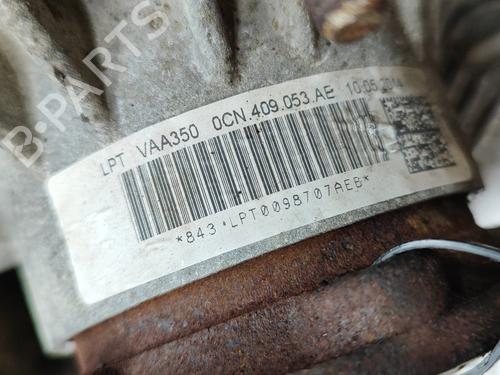 LPT VAA350 0CN.409.053.AE 10.05.2014
*843*LPT0098707AEB*
B-PARTS